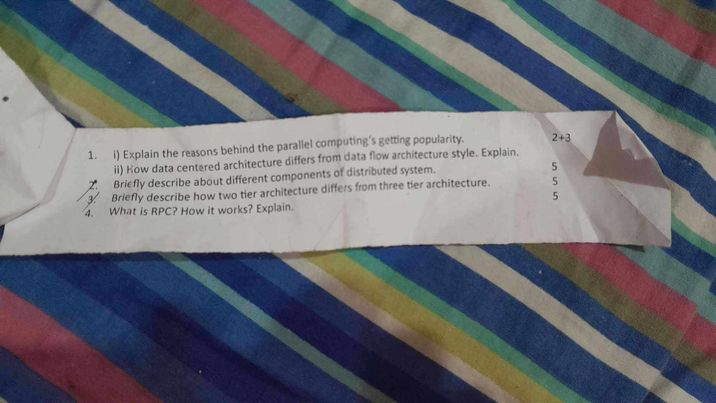 1. i) Explain the reasons behind the parallel computing's getting popularity. 2+3
ii) How data centered architecture differs from data flow architecture style. Explain.
2. Briefly describe about different components of distributed system. 5
3. Briefly describe how two tier architecture differs from three tier architecture. 5
4. What is RPC? How it works? Explain. 5